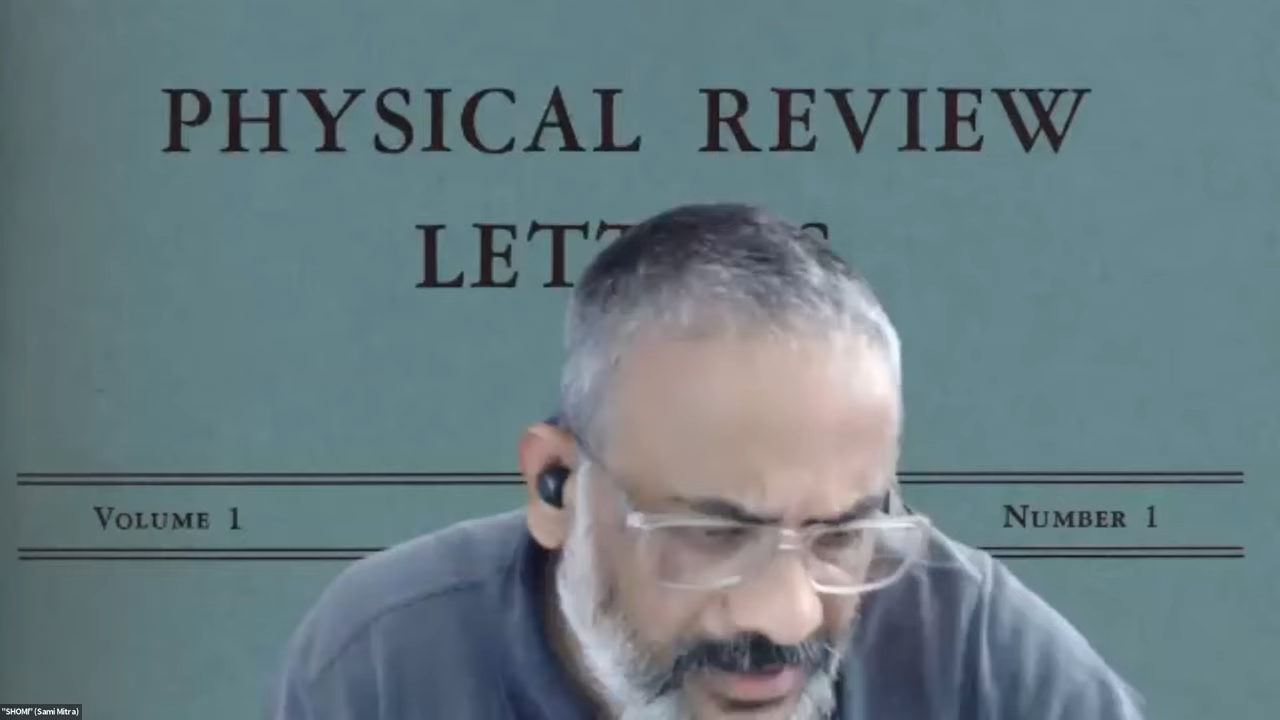 PHYSICAL REVIEW
LETT S
VOLUME 1 NUMBER 1
"SHOMI" (Sami Mitra)